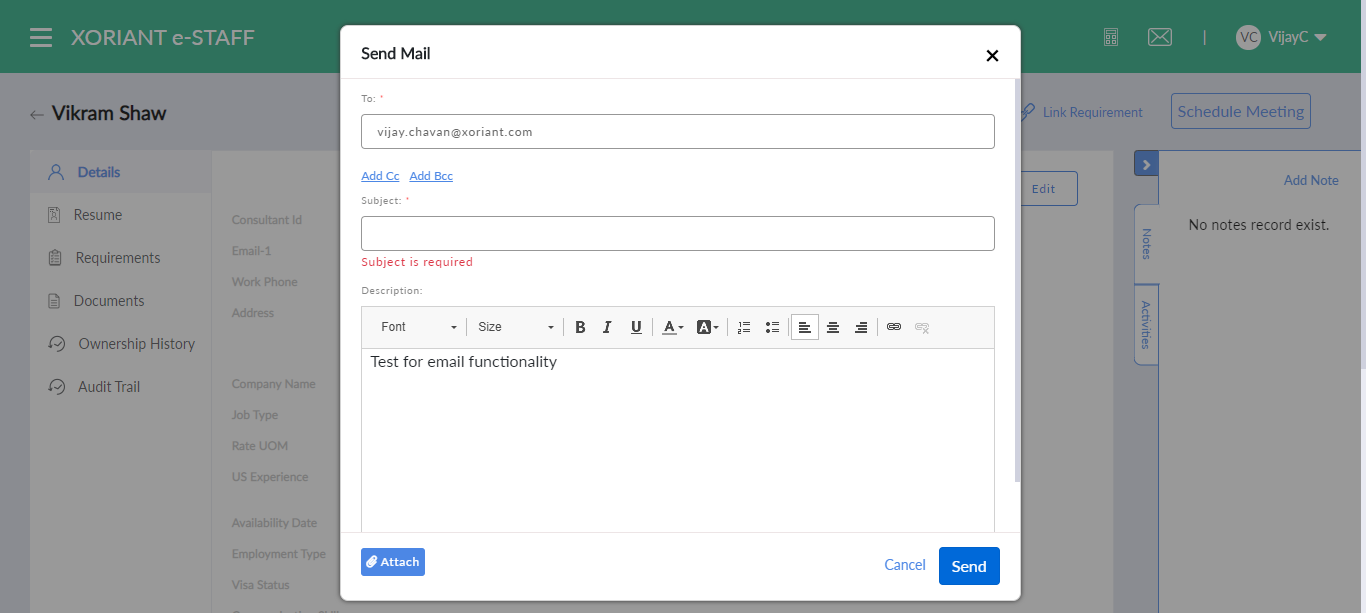 XORIANT e-STAFF
| VC VijayC
Send Mail
Vikram Shaw
Link Requirement
Schedule Meeting
To: *
vijay.chavan@xoriant.com
Add Cc Add Bcc
Subject: *
Subject is required
Description:
Font Size B I U A A
Test for email functionality
Attach
Cancel
Send
Details
Resume
Requirements
Documents
Ownership History
Audit Trail
Consultant Id
Email-1
Work Phone
Address
Company Name
Job Type
Rate UOM
US Experience
Availability Date
Employment Type
Visa Status
Edit
Notes
Activities
Add Note
No notes record exist.